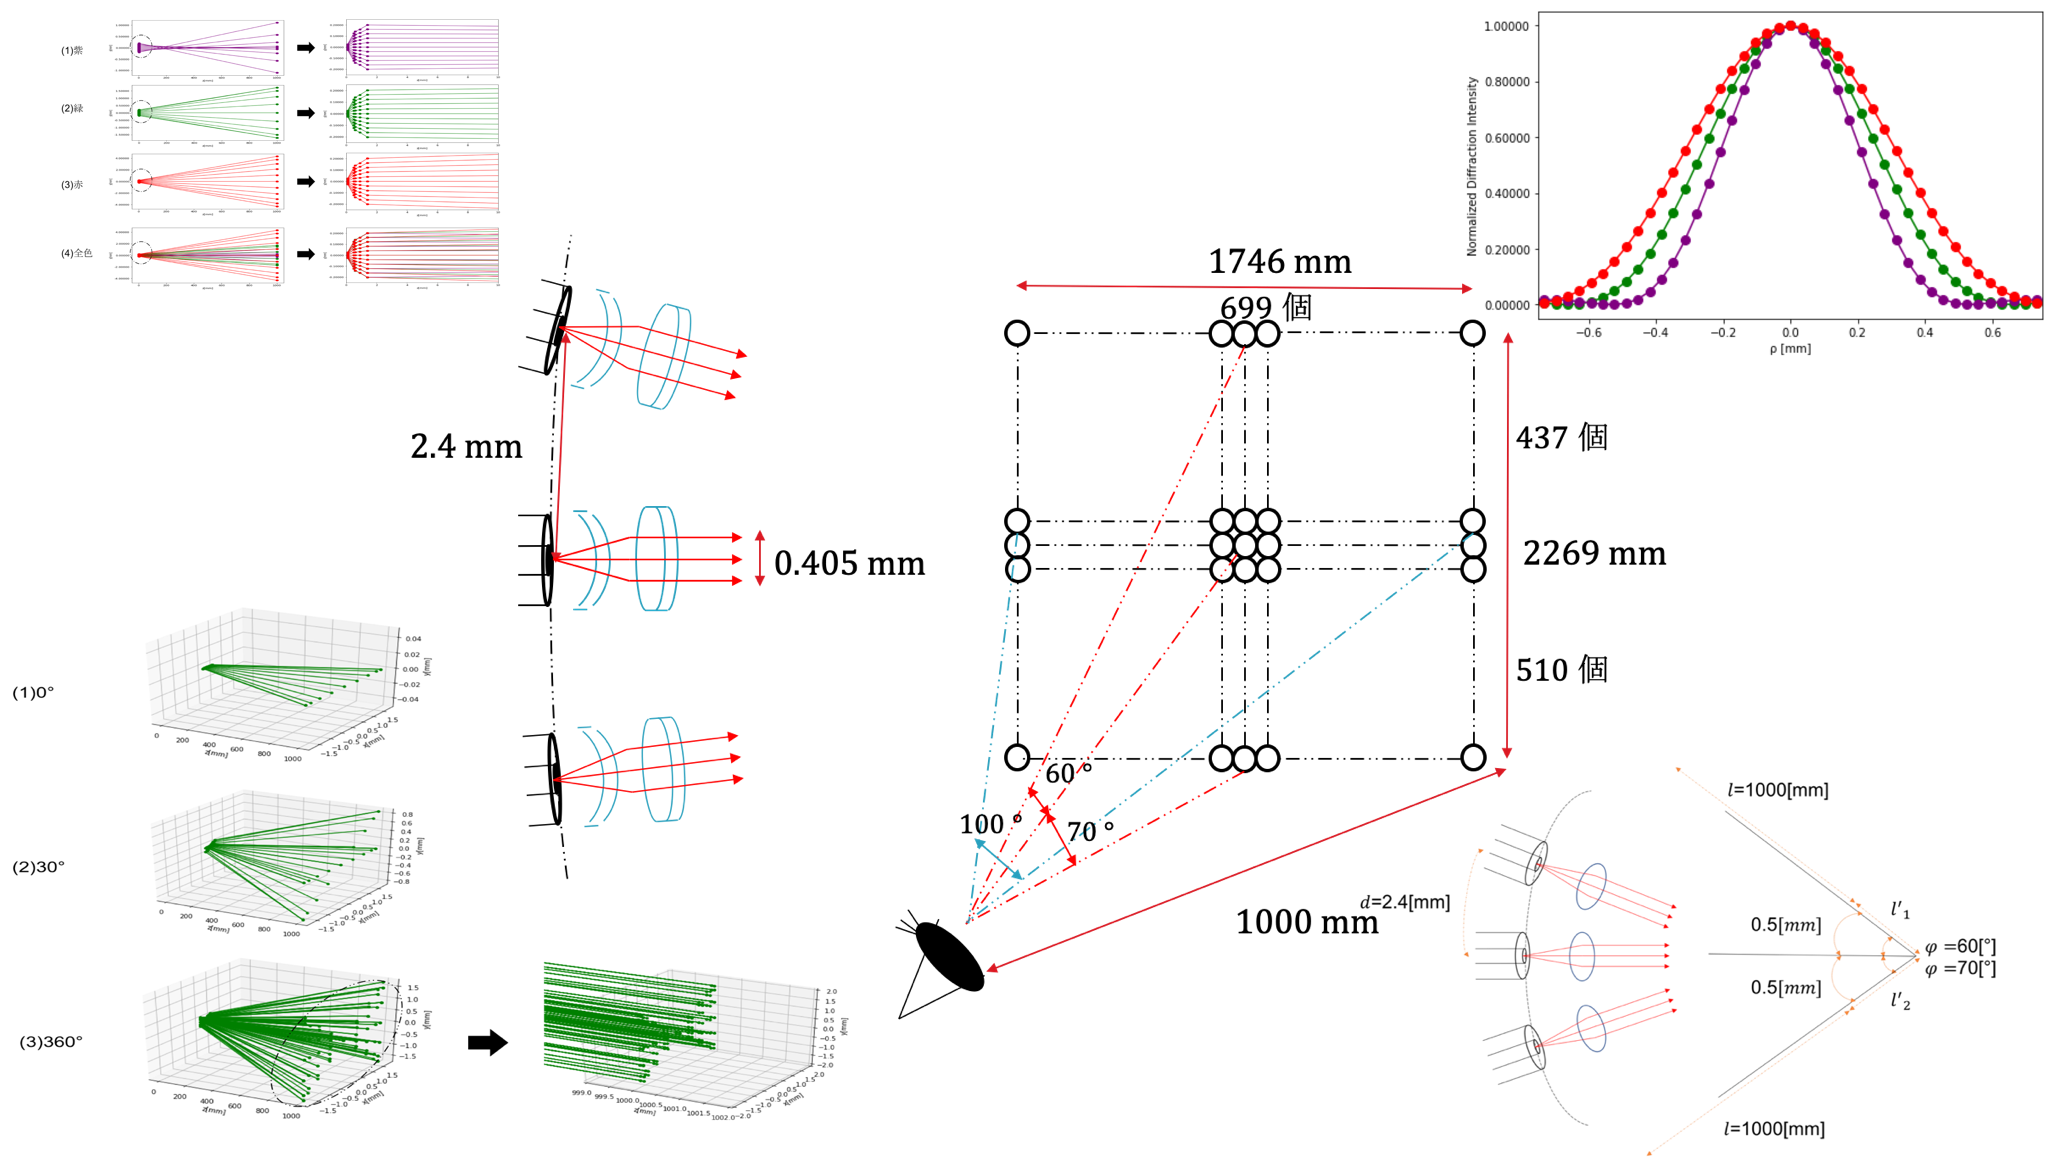 (1)紫
(2)緑
(3)赤
(4)全色
2.4 mm
0.405 mm
1746 mm
699 個
437 個
2269 mm
510 個
60 °
100 °
70 °
1000 mm
1.00000
0.80000
0.60000
0.40000
0.20000
0.00000
Normalized Diffraction Intensity
−0.6 −0.4 −0.2 0.0 0.2 0.4 0.6
ρ [mm]
(1)0°
0.04
0.02
0.00
−0.02
−0.04
y[mm]
0 200 400 600 800 1000
z[mm]
−1.5 −1.0 −0.5 0.0 0.5 1.0 1.5
x[mm]
(2)30°
0.8
0.6
0.4
0.2
0.0
−0.2
−0.4
−0.6
−0.8
y[mm]
0 200 400 600 800 1000
z[mm]
−1.5 −1.0 −0.5 0.0 0.5 1.0 1.5
x[mm]
(3)360°
1.5
1.0
0.5
0.0
−0.5
−1.0
−1.5
y[mm]
0 200 400 600 800 1000
z[mm]
−1.5 −1.0 −0.5 0.0 0.5 1.0 1.5
x[mm]
2.0
1.5
1.0
0.5
0.0
−0.5
−1.0
−1.5
−2.0
y[mm]
999.0 999.5 1000.0 1000.5 1001.0 1001.5 1002.0
z[mm]
−2.0 −1.5 −1.0 −0.5 0.0 0.5 1.0 1.5 2.0
x[mm]
l=1000[mm]
d=2.4[mm]
0.5[mm]
l′₁
φ =60[°]
φ =70[°]
0.5[mm]
l′₂
l=1000[mm]